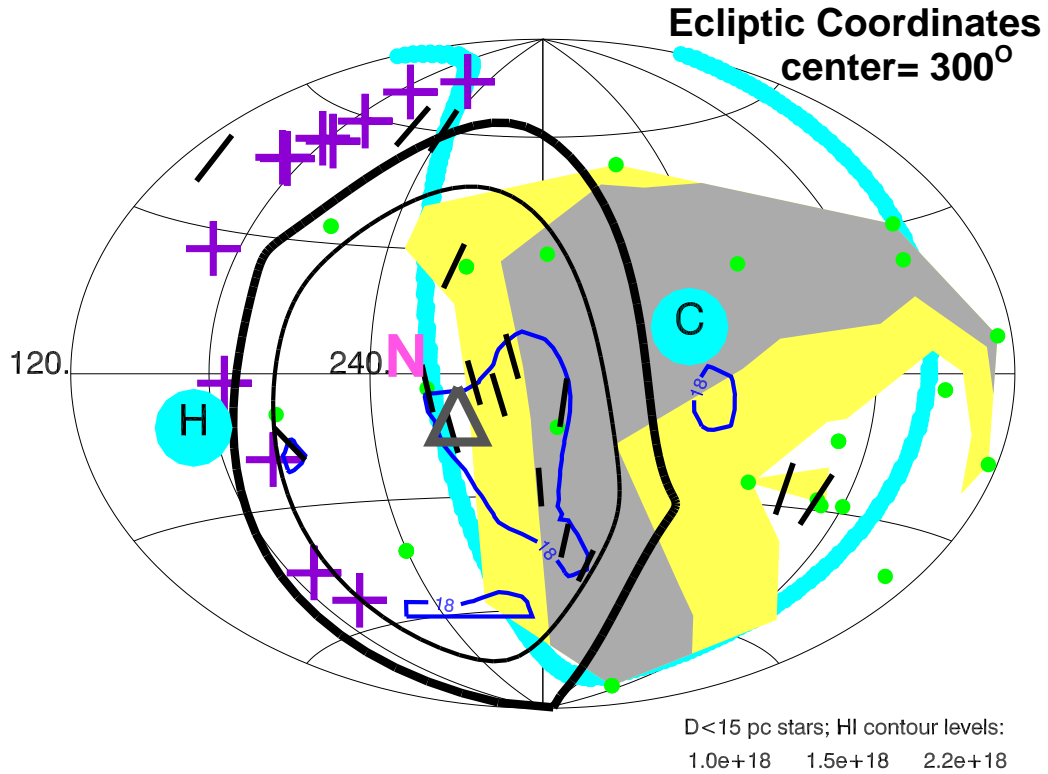 Ecliptic Coordinates
center= 300°
C
N
120.
240.
18
H
18
18
D<15 pc stars; HI contour levels:
1.0e+18 1.5e+18 2.2e+18